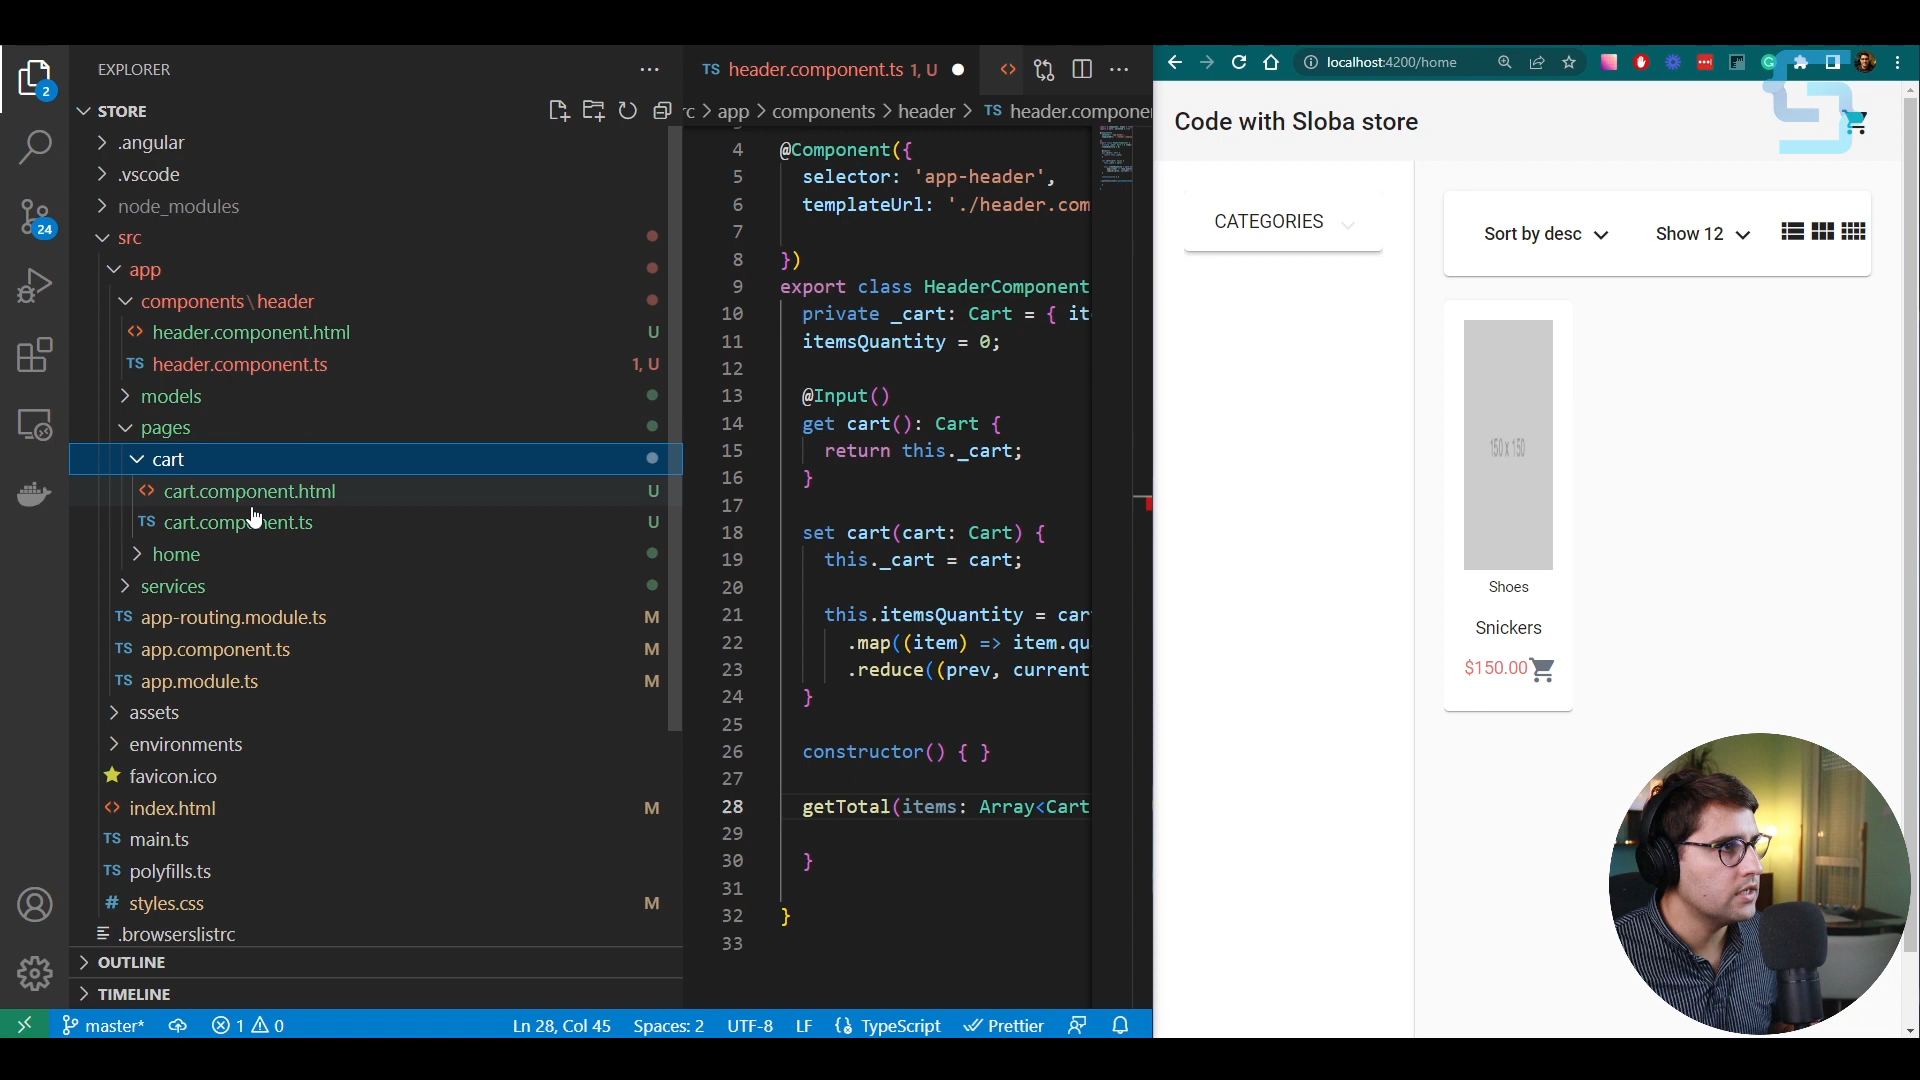 EXPLORER
STORE
.angular
.vscode
node_modules
src
app
components\header
header.component.html U
header.component.ts 1, U
models
pages
cart
cart.component.html U
cart.component.ts U
home
services
app-routing.module.ts M
app.component.ts M
app.module.ts M
assets
environments
favicon.ico
index.html M
main.ts
polyfills.ts
styles.css M
.browserslistrc
OUTLINE
TIMELINE
2
24
TS header.component.ts 1, U
rc > app > components > header > TS header.componen
4 @Component({
5 selector: 'app-header',
6 templateUrl: './header.com
7
8 })
9 export class HeaderComponent
10 private _cart: Cart = { it
11 itemsQuantity = 0;
12
13 @Input()
14 get cart(): Cart {
15 return this._cart;
16 }
17
18 set cart(cart: Cart) {
19 this._cart = cart;
20
21 this.itemsQuantity = car
22 .map((item) => item.qu
23 .reduce((prev, current
24 }
25
26 constructor() { }
27
28 getTotal(items: Array<Cart
29
30 }
31
32 }
33
master* 1 0 Ln 28, Col 45 Spaces: 2 UTF-8 LF TypeScript Prettier
localhost:4200/home
Code with Sloba store
CATEGORIES
Sort by desc Show 12
150 x 150
Shoes
Snickers
$150.00